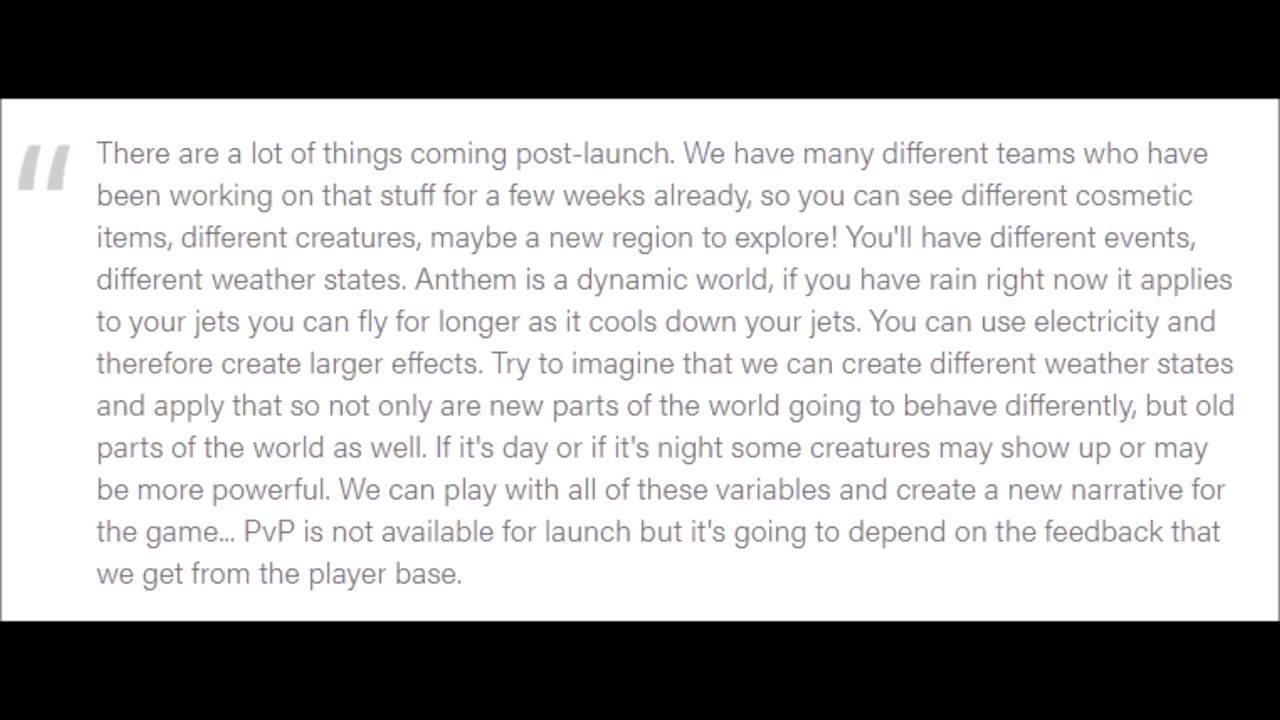 “
There are a lot of things coming post-launch. We have many different teams who have
been working on that stuff for a few weeks already, so you can see different cosmetic
items, different creatures, maybe a new region to explore! You'll have different events,
different weather states. Anthem is a dynamic world, if you have rain right now it applies
to your jets you can fly for longer as it cools down your jets. You can use electricity and
therefore create larger effects. Try to imagine that we can create different weather states
and apply that so not only are new parts of the world going to behave differently, but old
parts of the world as well. If it's day or if it's night some creatures may show up or may
be more powerful. We can play with all of these variables and create a new narrative for
the game... PvP is not available for launch but it's going to depend on the feedback that
we get from the player base.